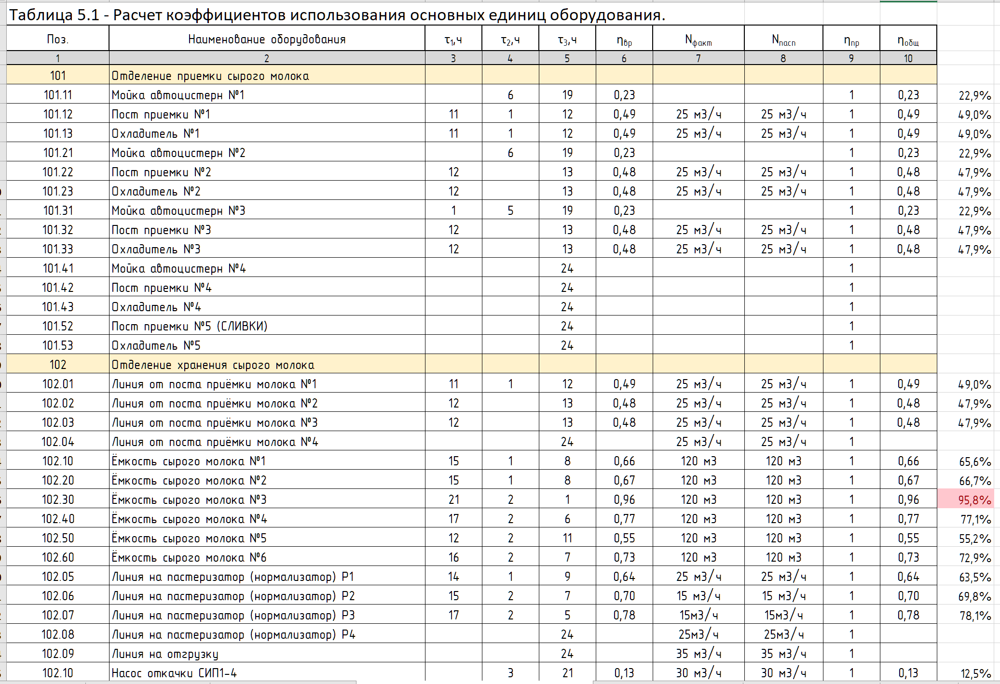 Таблица 5.1 - Расчет коэффициентов использования основных единиц оборудования.
Поз. Наименование оборудования τ1,ч τ2,ч τ3,ч ηвр Nфакт Nпасп ηпр ηобщ
1 2 3 4 5 6 7 8 9 10
101 Отделение приемки сырого молока
101.11 Мойка автоцистерн №1 6 19 0,23 1 0,23 22,9%
101.12 Пост приемки №1 11 1 12 0,49 25 м3/ч 25 м3/ч 1 0,49 49,0%
101.13 Охладитель №1 11 1 12 0,49 25 м3/ч 25 м3/ч 1 0,49 49,0%
101.21 Мойка автоцистерн №2 6 19 0,23 1 0,23 22,9%
101.22 Пост приемки №2 12 13 0,48 25 м3/ч 25 м3/ч 1 0,48 47,9%
101.23 Охладитель №2 12 13 0,48 25 м3/ч 25 м3/ч 1 0,48 47,9%
101.31 Мойка автоцистерн №3 1 5 19 0,23 1 0,23 22,9%
101.32 Пост приемки №3 12 13 0,48 25 м3/ч 25 м3/ч 1 0,48 47,9%
101.33 Охладитель №3 12 13 0,48 25 м3/ч 25 м3/ч 1 0,48 47,9%
101.41 Мойка автоцистерн №4 24 1
101.42 Пост приемки №4 24 1
101.43 Охладитель №4 24 1
101.52 Пост приемки №5 (СЛИВКИ) 24 1
101.53 Охладитель №5 24 1
102 Отделение хранения сырого молока
102.01 Линия от поста приёмки молока №1 11 1 12 0,49 25 м3/ч 25 м3/ч 1 0,49 49,0%
102.02 Линия от поста приёмки молока №2 12 13 0,48 25 м3/ч 25 м3/ч 1 0,48 47,9%
102.03 Линия от поста приёмки молока №3 12 13 0,48 25 м3/ч 25 м3/ч 1 0,48 47,9%
102.04 Линия от поста приёмки молока №4 24 25 м3/ч 25 м3/ч 1
102.10 Ёмкость сырого молока №1 15 1 8 0,66 120 м3 120 м3 1 0,66 65,6%
102.20 Ёмкость сырого молока №2 15 1 8 0,67 120 м3 120 м3 1 0,67 66,7%
102.30 Ёмкость сырого молока №3 21 2 1 0,96 120 м3 120 м3 1 0,96 95,8%
102.40 Ёмкость сырого молока №4 17 2 6 0,77 120 м3 120 м3 1 0,77 77,1%
102.50 Ёмкость сырого молока №5 12 2 11 0,55 120 м3 120 м3 1 0,55 55,2%
102.60 Ёмкость сырого молока №6 16 2 7 0,73 120 м3 120 м3 1 0,73 72,9%
102.05 Линия на пастеризатор (нормализатор) Р1 14 1 9 0,64 25 м3/ч 25 м3/ч 1 0,64 63,5%
102.06 Линия на пастеризатор (нормализатор) Р2 15 2 7 0,70 15 м3/ч 15 м3/ч 1 0,70 69,8%
102.07 Линия на пастеризатор (нормализатор) Р3 17 2 5 0,78 15м3/ч 15м3/ч 1 0,78 78,1%
102.08 Линия на пастеризатор (нормализатор) Р4 24 25м3/ч 25м3/ч 1
102.09 Линия на отгрузку 24 35 м3/ч 35 м3/ч 1
102.10 Насос откачки СИП1-4 3 21 0,13 30 м3/ч 30 м3/ч 1 0,13 12,5%